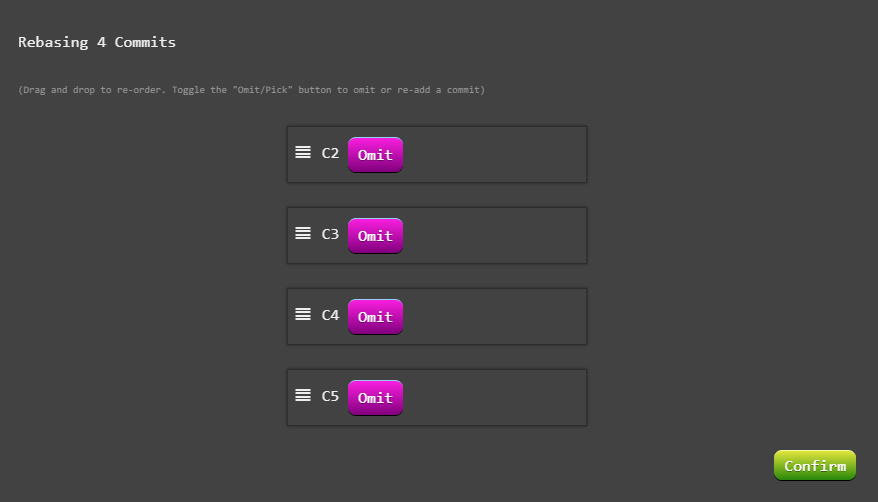 Rebasing 4 Commits
(Drag and drop to re-order. Toggle the "Omit/Pick" button to omit or re-add a commit)
C2 Omit
C3 Omit
C4 Omit
C5 Omit
Confirm